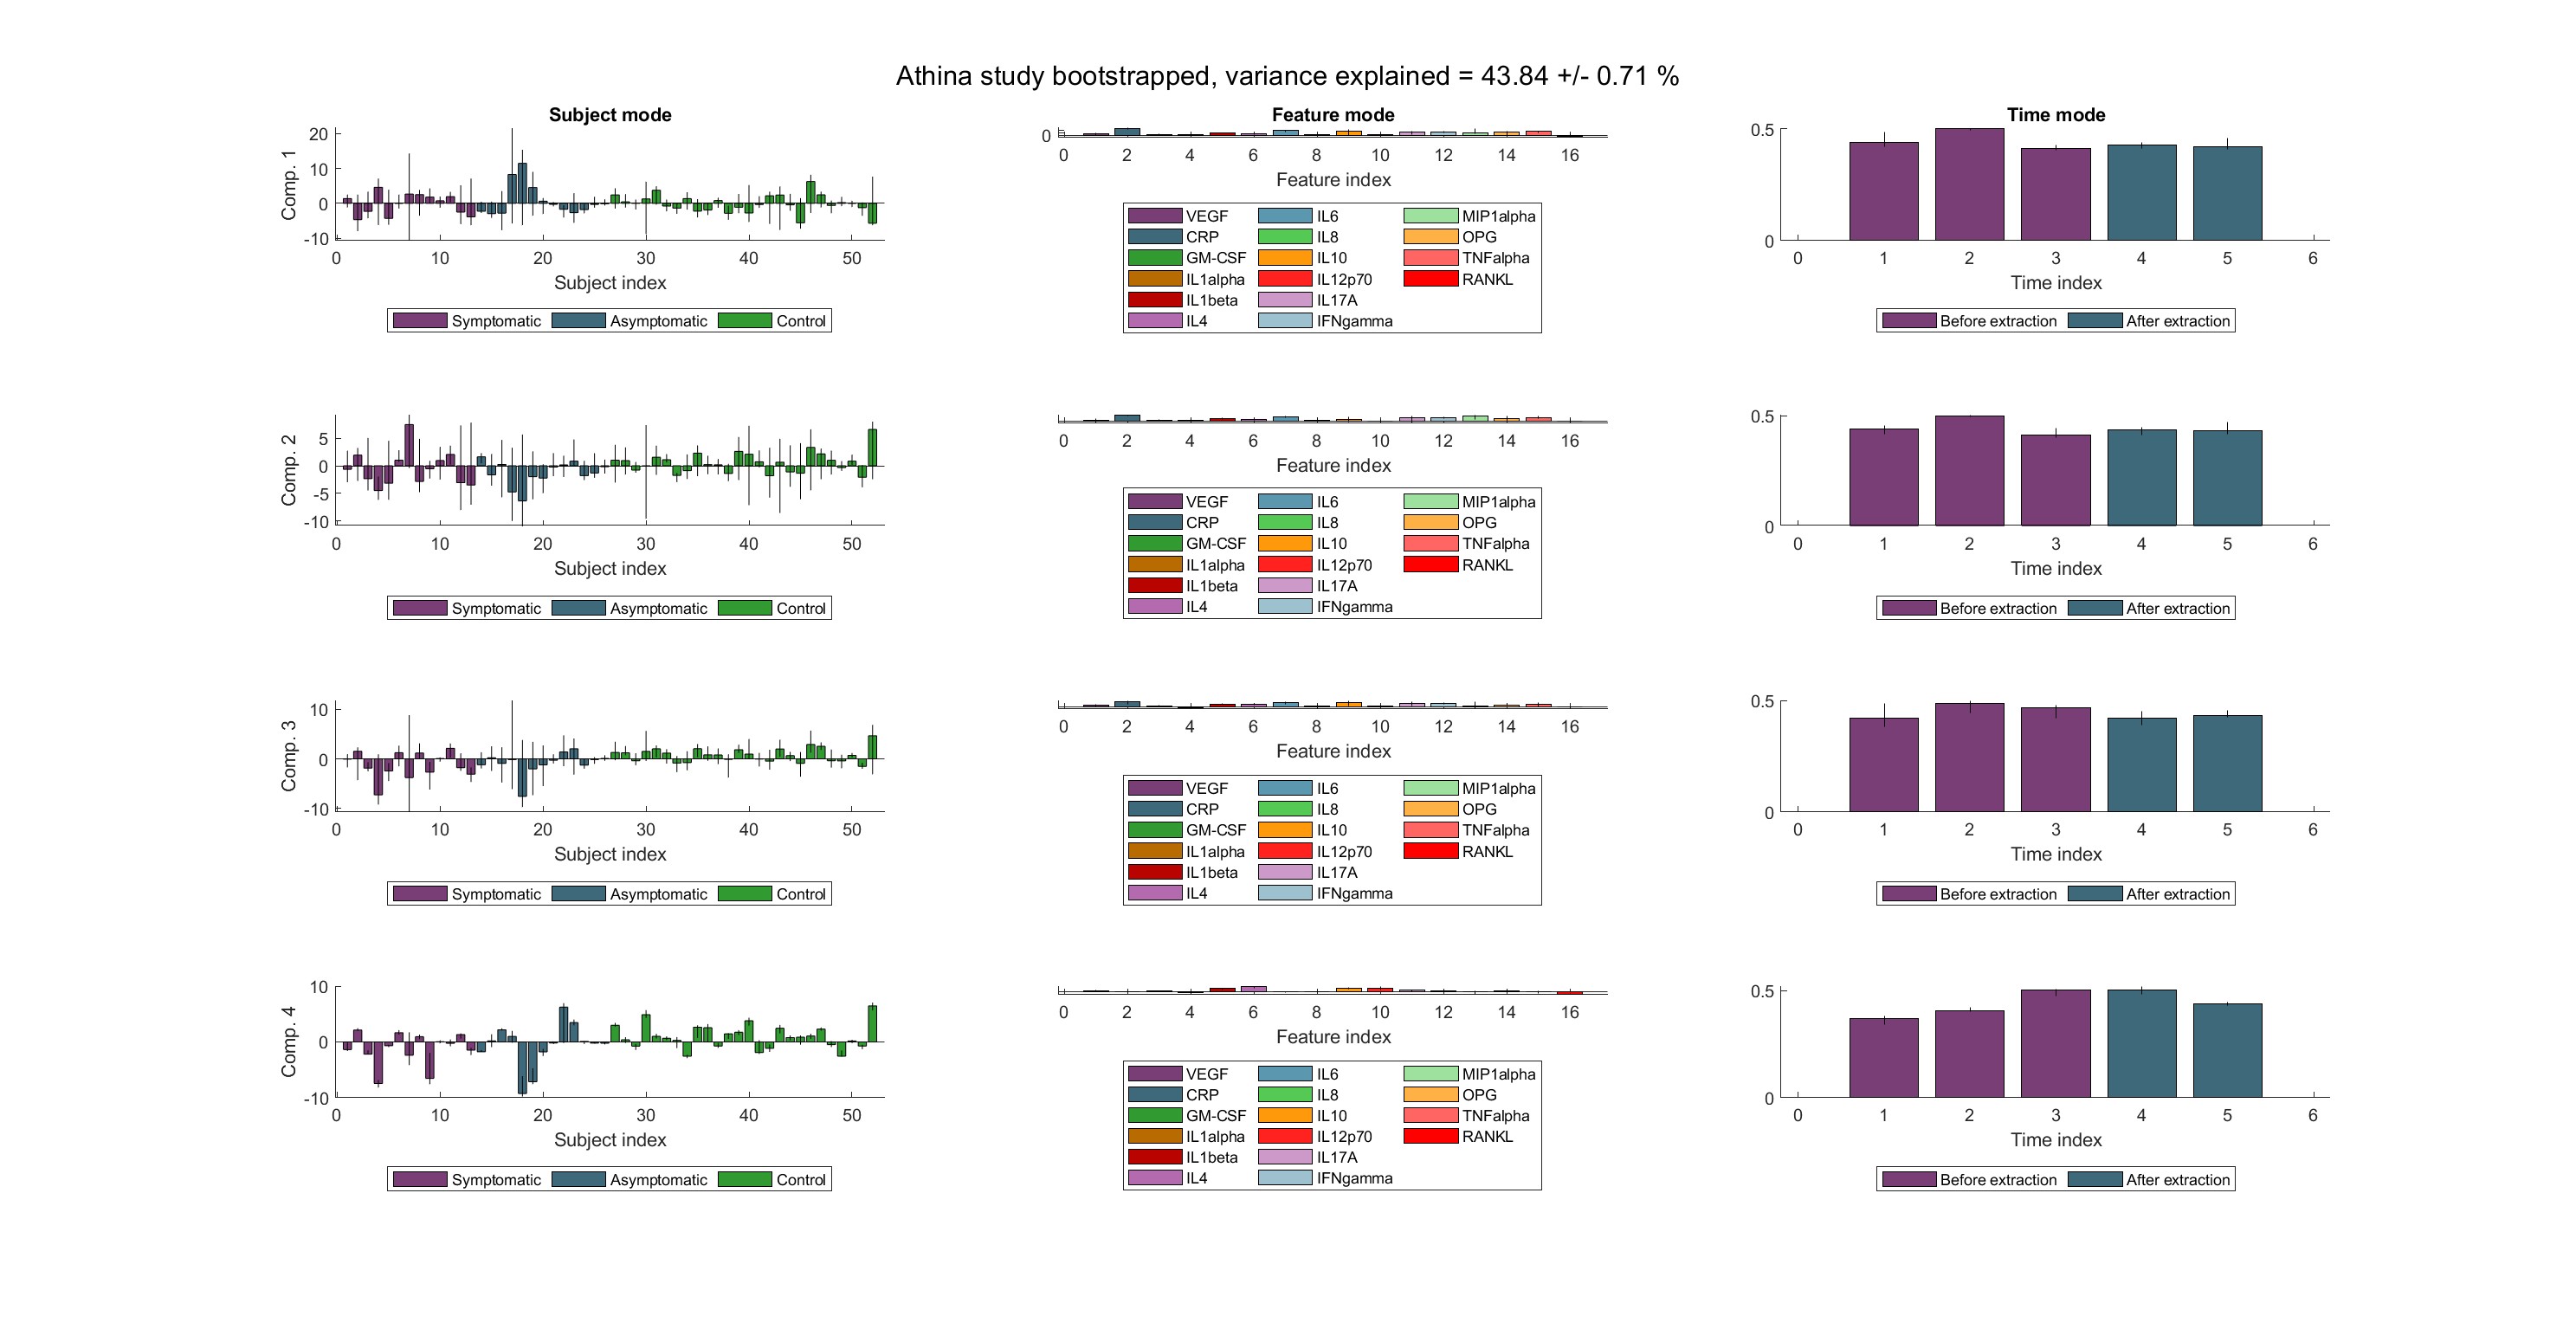 Athina study bootstrapped, variance explained = 43.84 +/- 0.71 %
Subject mode
Feature mode
Time mode
Comp. 1
20
10
0
-10
0 10 20 30 40 50
Subject index
Symptomatic Asymptomatic Control
0
0 2 4 6 8 10 12 14 16
Feature index
VEGF IL6 MIP1alpha
CRP IL8 OPG
GM-CSF IL10 TNFalpha
IL1alpha IL12p70 RANKL
IL1beta IL17A
IL4 IFNgamma
0.5
0
0 1 2 3 4 5 6
Time index
Before extraction After extraction
Comp. 2
5
0
-5
-10
0 10 20 30 40 50
Subject index
Symptomatic Asymptomatic Control
0 2 4 6 8 10 12 14 16
Feature index
VEGF IL6 MIP1alpha
CRP IL8 OPG
GM-CSF IL10 TNFalpha
IL1alpha IL12p70 RANKL
IL1beta IL17A
IL4 IFNgamma
0.5
0
0 1 2 3 4 5 6
Time index
Before extraction After extraction
Comp. 3
10
0
-10
0 10 20 30 40 50
Subject index
Symptomatic Asymptomatic Control
0 2 4 6 8 10 12 14 16
Feature index
VEGF IL6 MIP1alpha
CRP IL8 OPG
GM-CSF IL10 TNFalpha
IL1alpha IL12p70 RANKL
IL1beta IL17A
IL4 IFNgamma
0.5
0
0 1 2 3 4 5 6
Time index
Before extraction After extraction
Comp. 4
10
0
-10
0 10 20 30 40 50
Subject index
Symptomatic Asymptomatic Control
0 2 4 6 8 10 12 14 16
Feature index
VEGF IL6 MIP1alpha
CRP IL8 OPG
GM-CSF IL10 TNFalpha
IL1alpha IL12p70 RANKL
IL1beta IL17A
IL4 IFNgamma
0.5
0
0 1 2 3 4 5 6
Time index
Before extraction After extraction